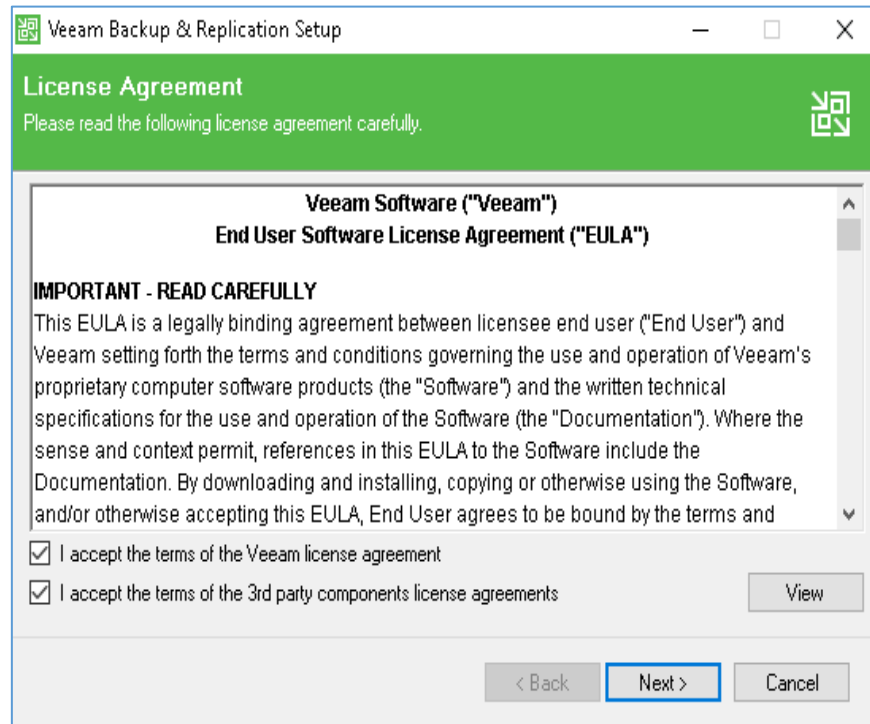 Veeam Backup & Replication Setup
License Agreement
Please read the following license agreement carefully.
Veeam Software ("Veeam")
End User Software License Agreement ("EULA")
IMPORTANT - READ CAREFULLY
This EULA is a legally binding agreement between licensee end user ("End User") and
Veeam setting forth the terms and conditions governing the use and operation of Veeam's
proprietary computer software products (the "Software") and the written technical
specifications for the use and operation of the Software (the "Documentation"). Where the
sense and context permit, references in this EULA to the Software include the
Documentation. By downloading and installing, copying or otherwise using the Software,
and/or otherwise accepting this EULA, End User agrees to be bound by the terms and
I accept the terms of the Veeam license agreement
I accept the terms of the 3rd party components license agreements
View
< Back
Next >
Cancel